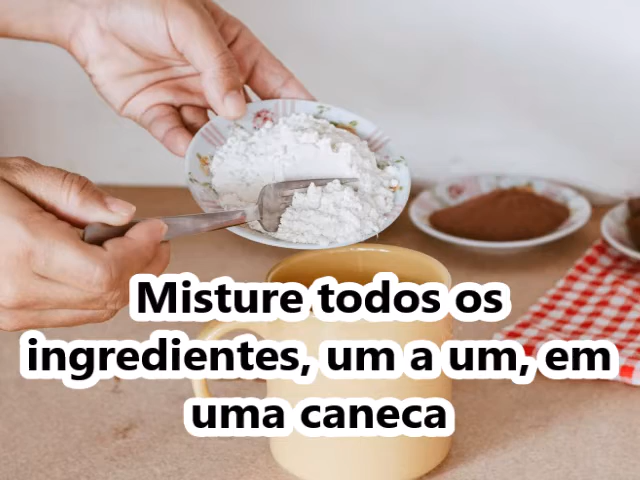 Misture todos os
ingredientes, um a um, em
uma caneca